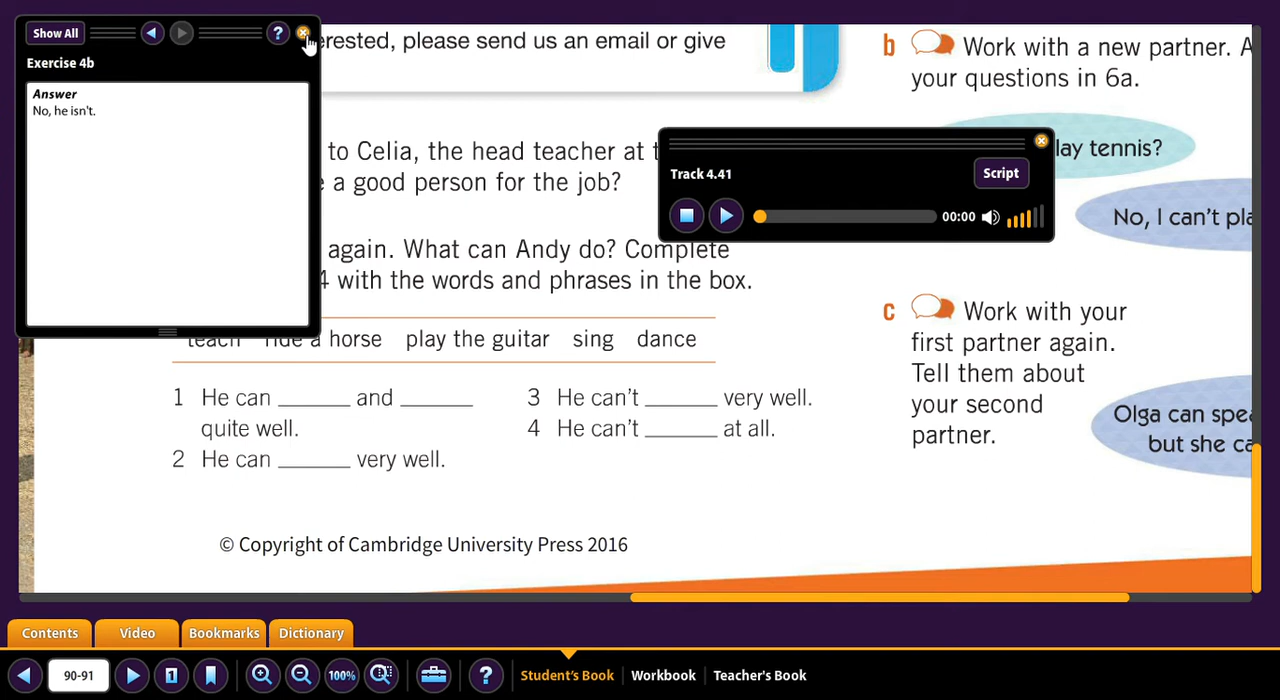 Show All
?
Exercise 4b
Answer
No, he isn't.
erested, please send us an email or give
to Celia, the head teacher at t
a good person for the job?
again. What can Andy do? Complete
4 with the words and phrases in the box.
teach ride a horse play the guitar sing dance
1 He can _______ and _______
quite well.
2 He can _______ very well.
3 He can't _______ very well.
4 He can't _______ at all.
© Copyright of Cambridge University Press 2016
Track 4.41
Script
00:00
b Work with a new partner. A
your questions in 6a.
lay tennis?
No, I can't pla
c Work with your
first partner again.
Tell them about
your second
partner.
Olga can spea
but she ca
Contents
Video
Bookmarks
Dictionary
90-91
1
100%
?
Student's Book
Workbook
Teacher's Book